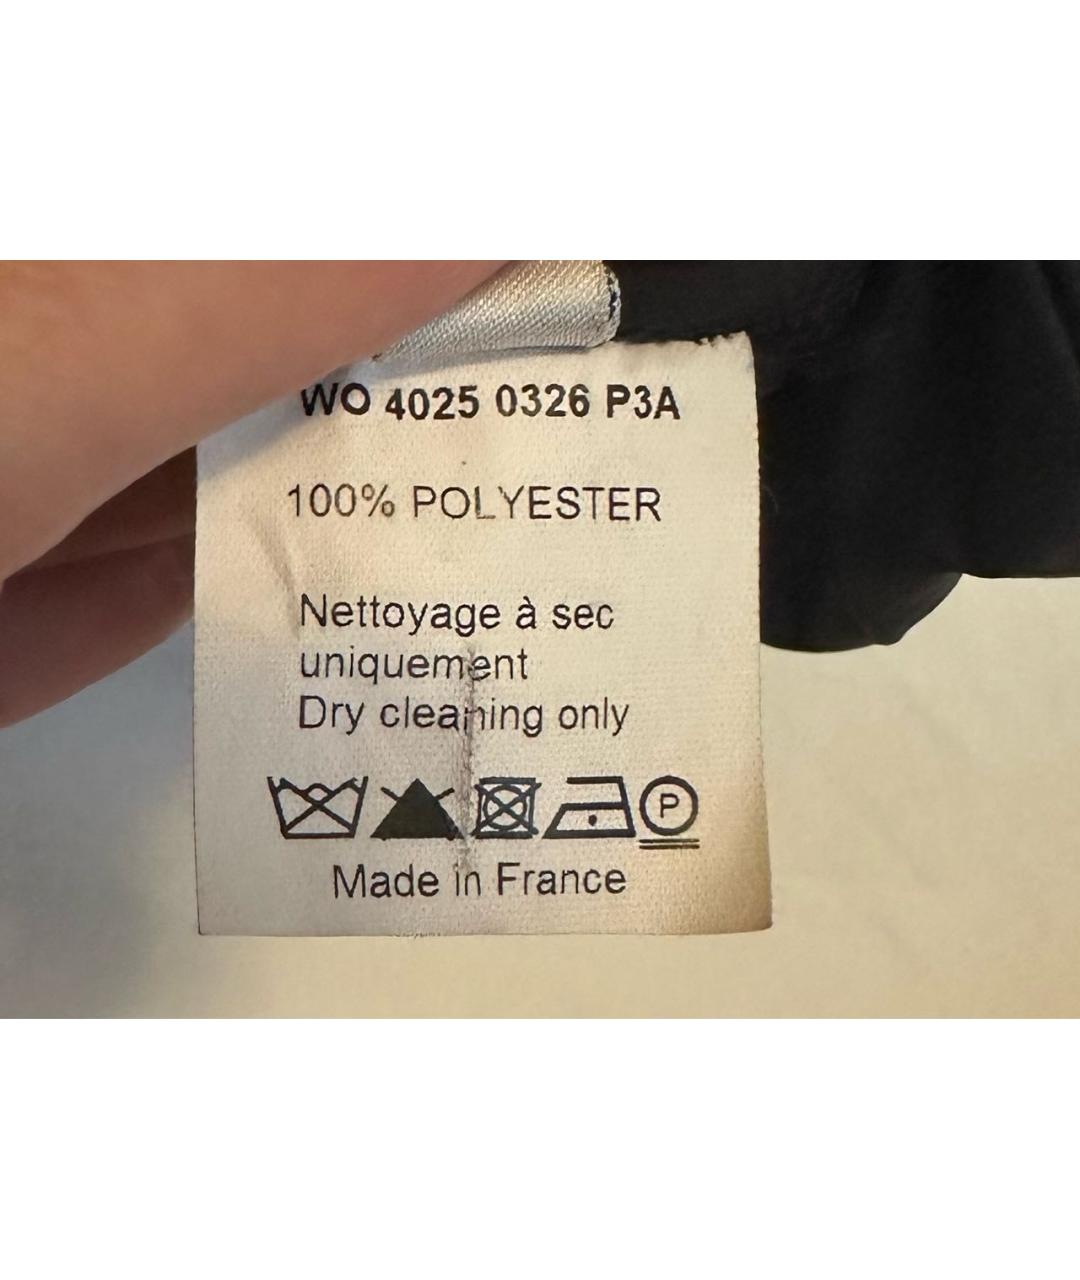 WO 4025 0326 P3A
100% POLYESTER
Nettoyage à sec
uniquement
Dry cleaning only
P
Made in France